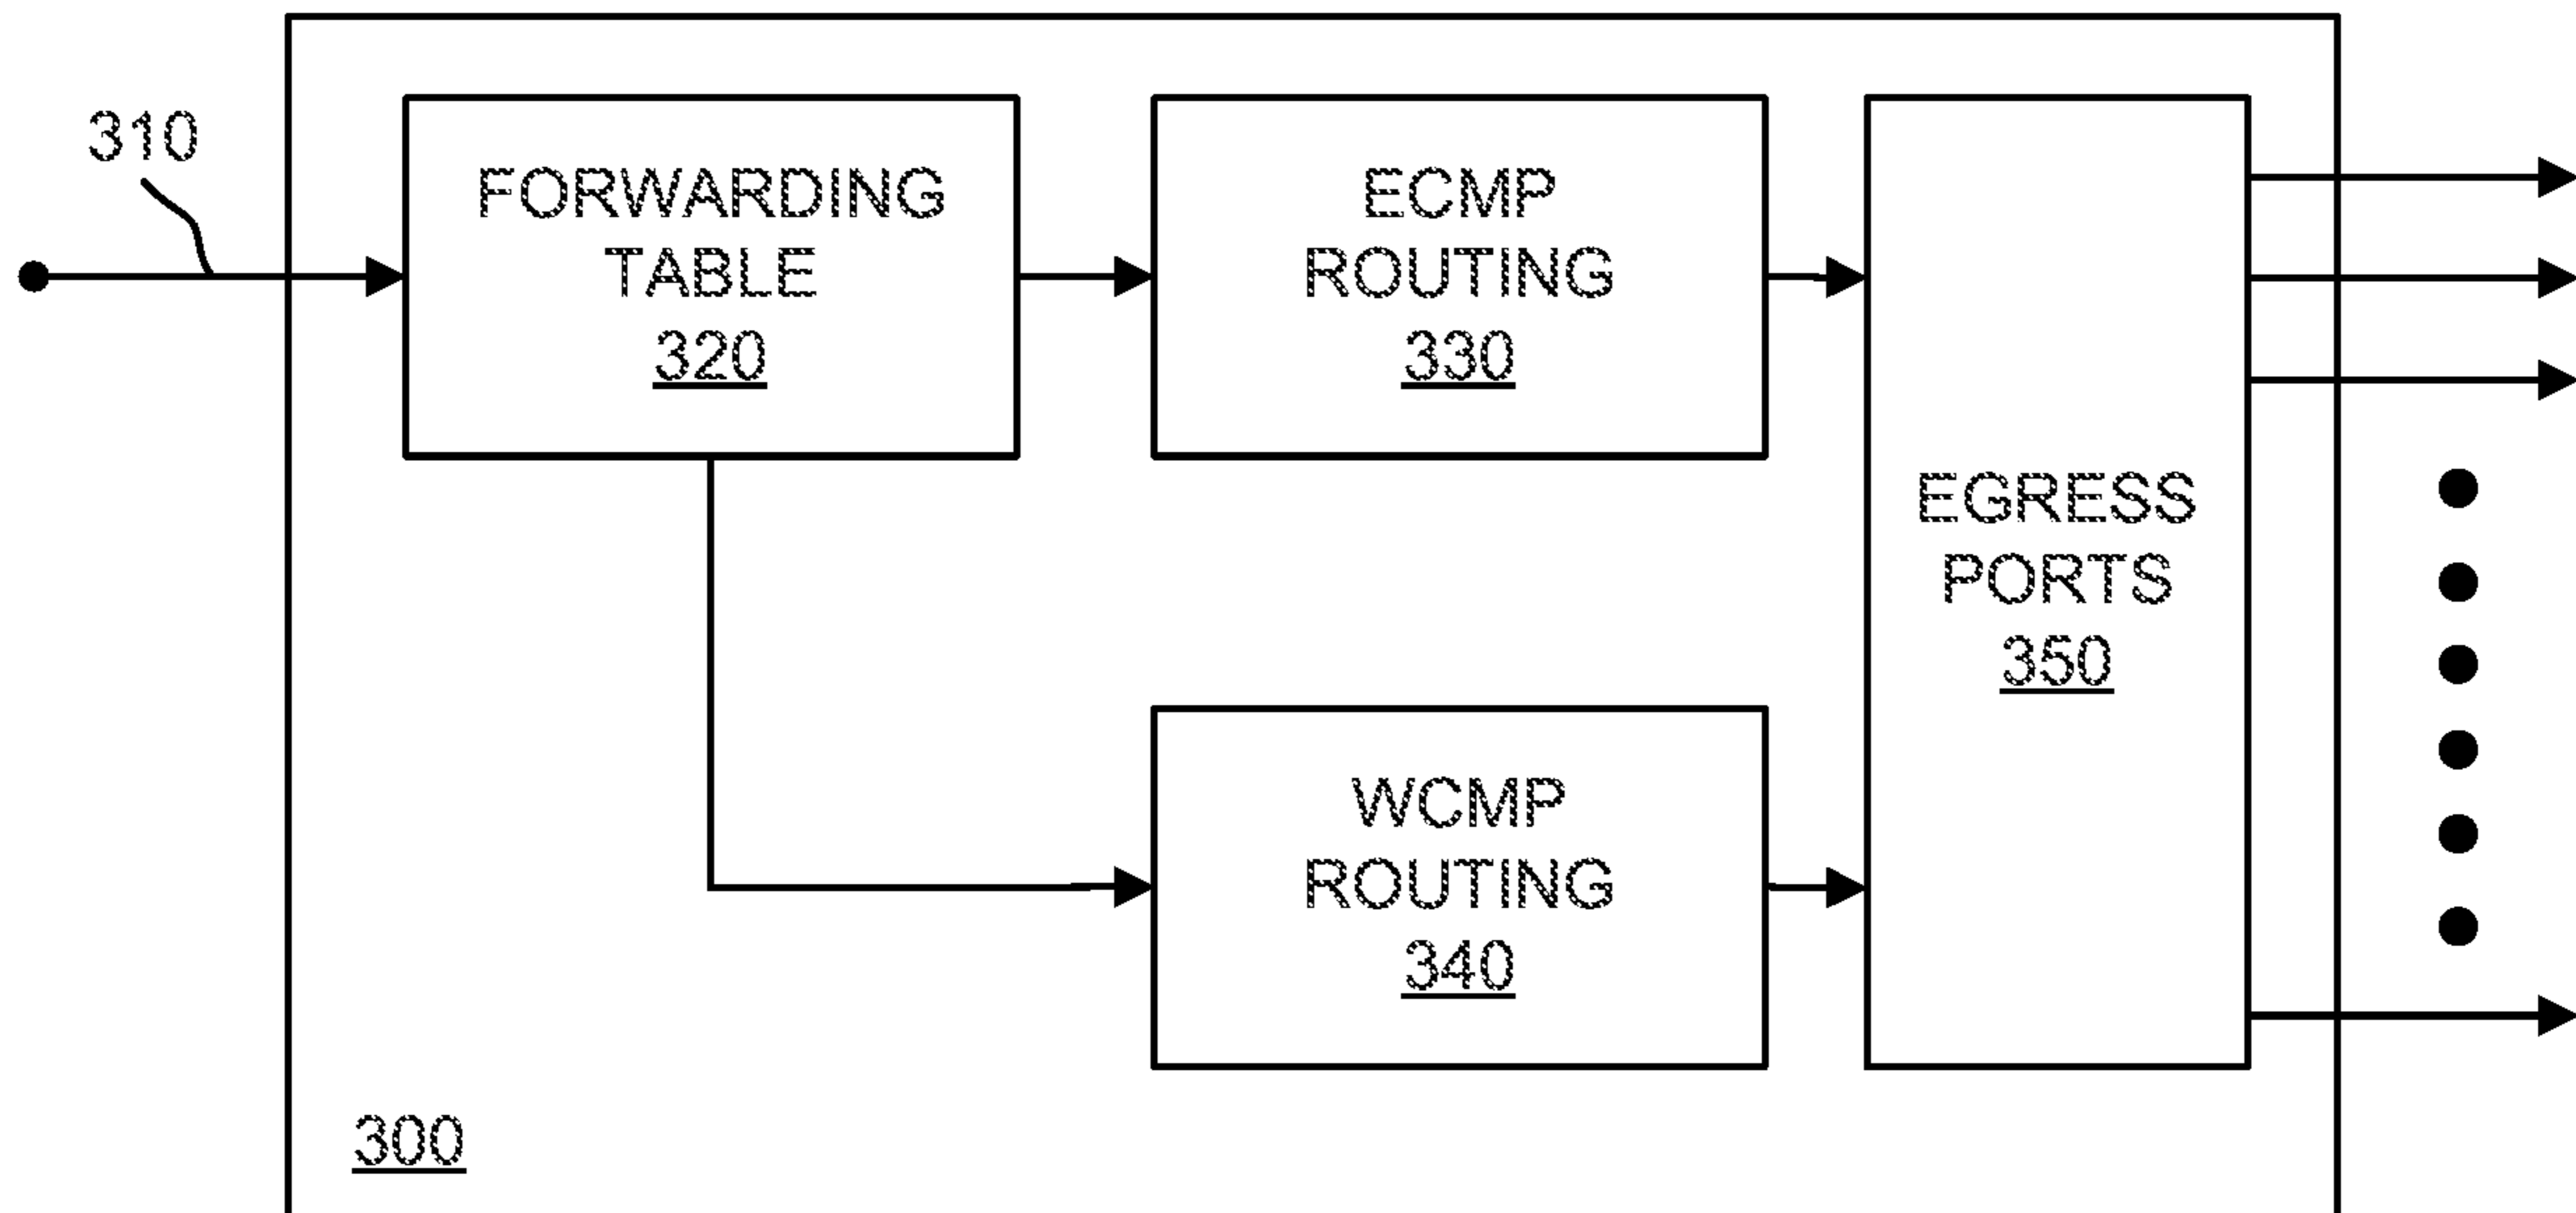 310
FORWARDING
TABLE
320
ECMP
ROUTING
330
EGRESS
PORTS
350
WCMP
ROUTING
340
300